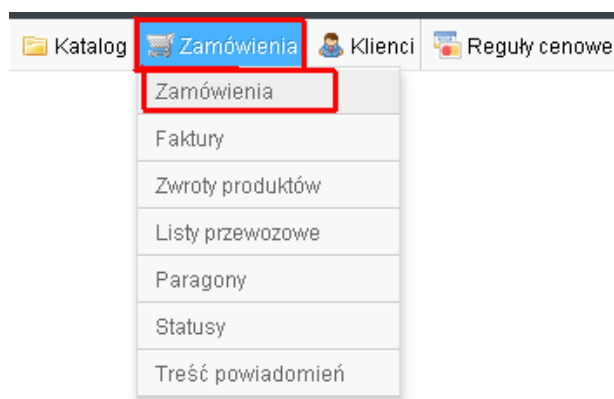 Katalog Zamówienia Klienci Reguły cenowe
Zamówienia
Faktury
Zwroty produktów
Listy przewozowe
Paragony
Statusy
Treść powiadomień